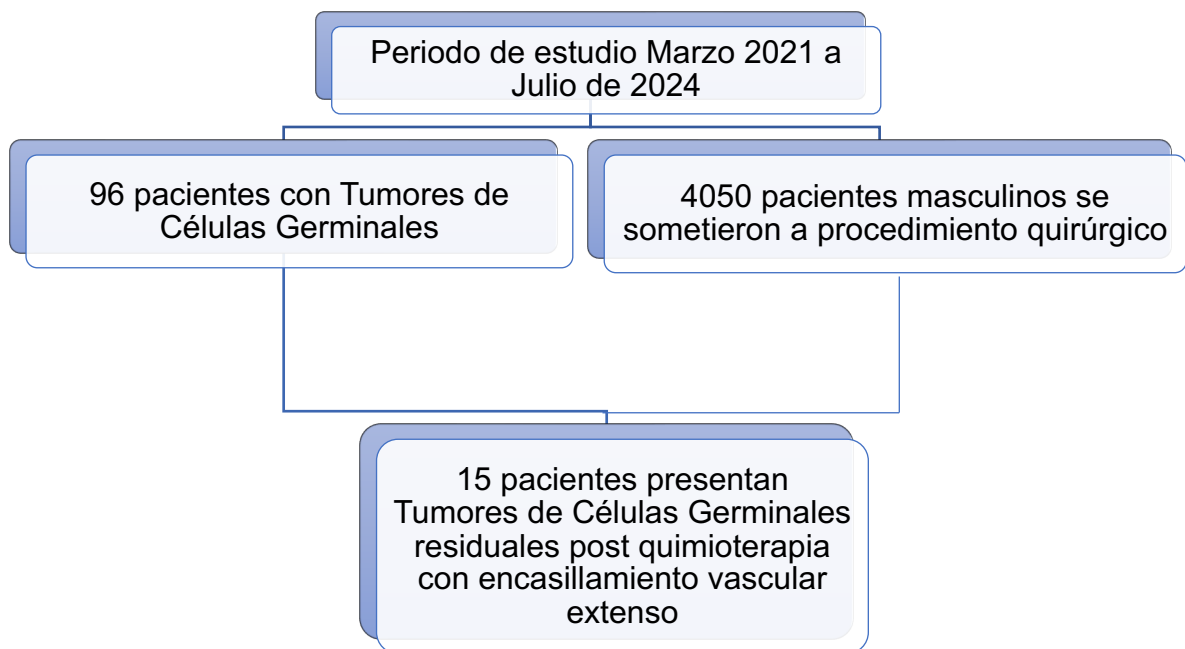 Periodo de estudio Marzo 2021 a
Julio de 2024
96 pacientes con Tumores de
Células Germinales
4050 pacientes masculinos se
sometieron a procedimiento quirúrgico
15 pacientes presentan
Tumores de Células Germinales
residuales post quimioterapia
con encasillamiento vascular
extenso